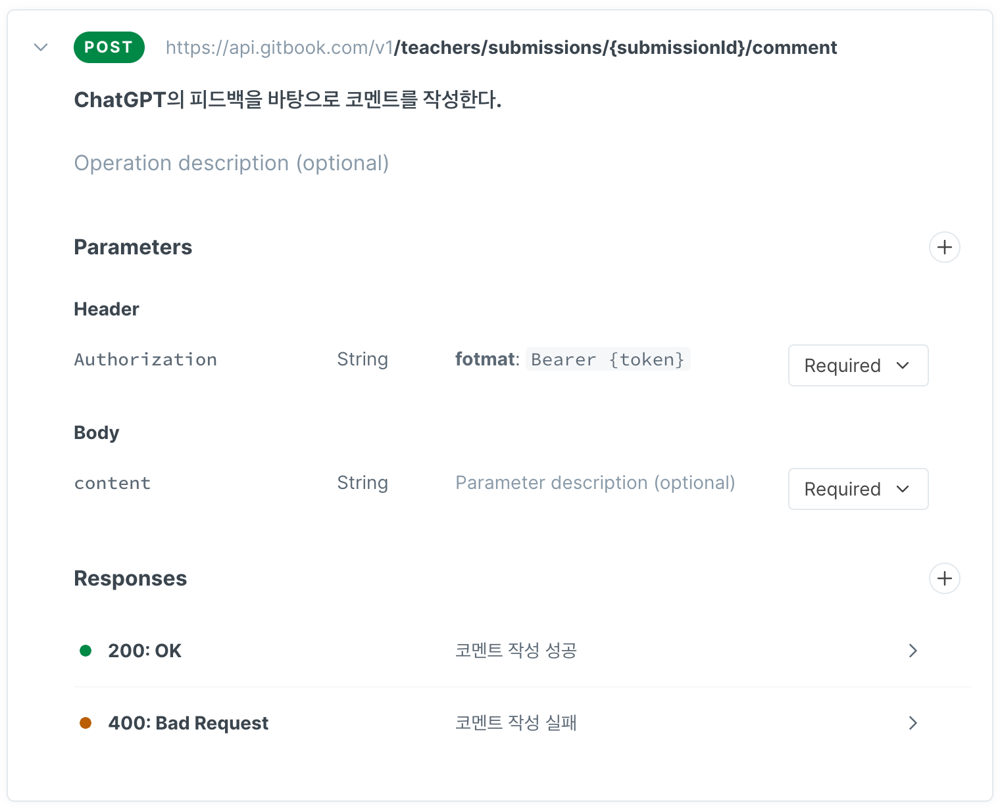 POST https://api.gitbook.com/v1/teachers/submissions/{submissionId}/comment
ChatGPT의 피드백을 바탕으로 코멘트를 작성한다.
Operation description (optional)
Parameters
Header
Authorization String fotmat: Bearer {token} Required
Body
content String Parameter description (optional) Required
Responses
200: OK 코멘트 작성 성공
400: Bad Request 코멘트 작성 실패